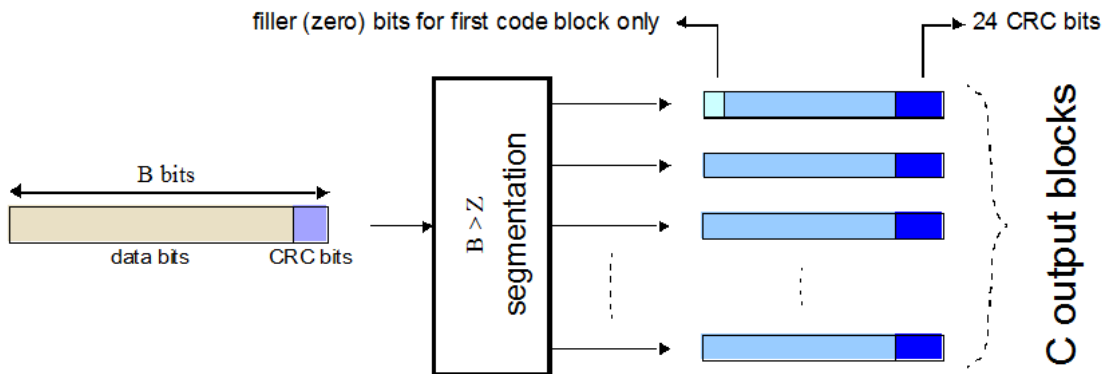 filler (zero) bits for first code block only
24 CRC bits
B bits
data bits
CRC bits
B > Z
segmentation
C output blocks